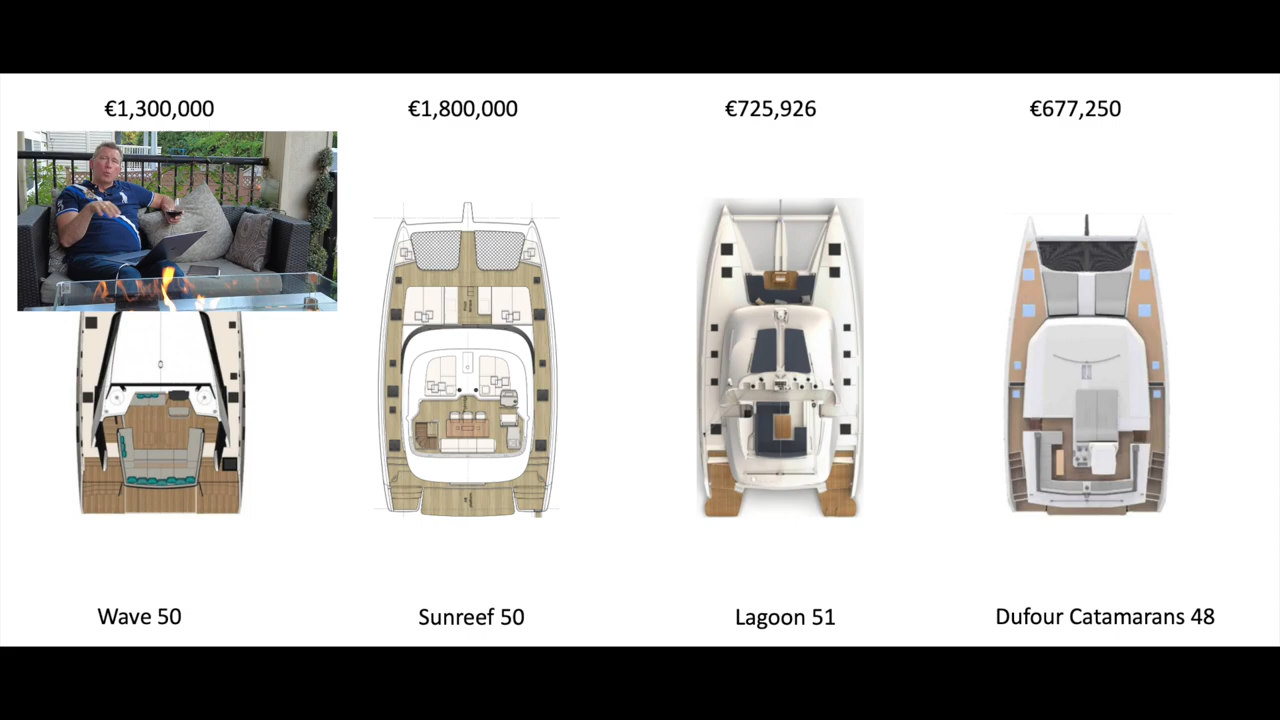 €1,300,000
€1,800,000
€725,926
€677,250
Wave 50
Sunreef 50
Lagoon 51
Dufour Catamarans 48